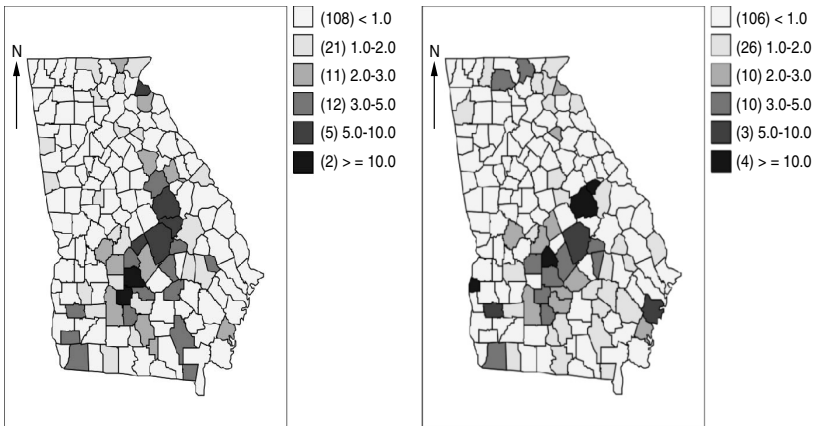 (108) < 1.0
(21) 1.0-2.0
(11) 2.0-3.0
(12) 3.0-5.0
(5) 5.0-10.0
(2) > = 10.0
N
(106) < 1.0
(26) 1.0-2.0
(10) 2.0-3.0
(10) 3.0-5.0
(3) 5.0-10.0
(4) > = 10.0
N